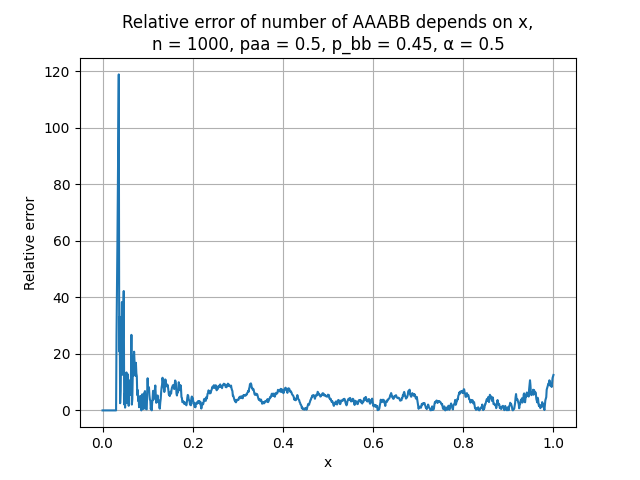 Relative error of number of AAABB depends on x,
n = 1000, paa = 0.5, p_bb = 0.45, α = 0.5
120
100
80
60
40
20
0
Relative error
0.0 0.2 0.4 0.6 0.8 1.0
x